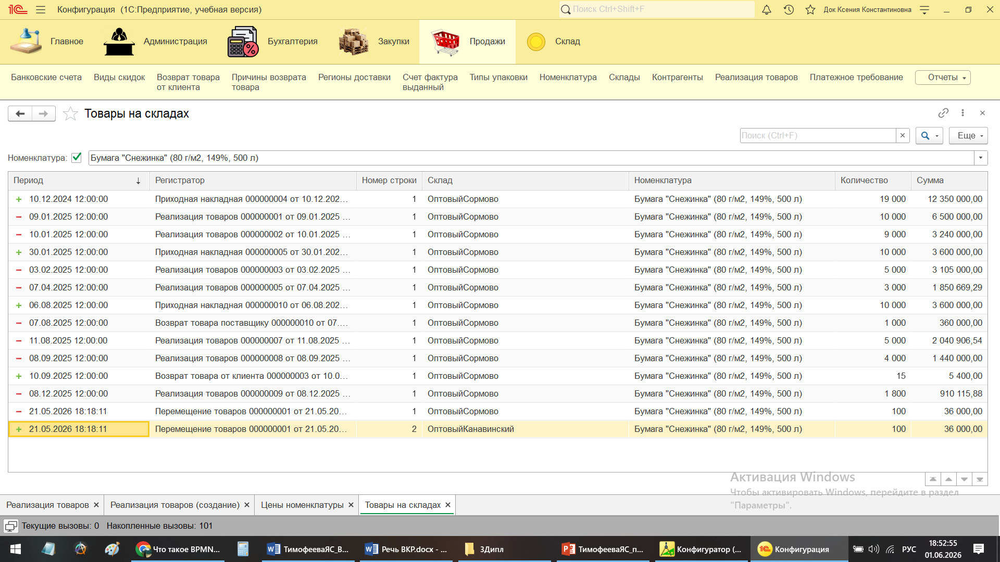 Конфигурация (1С:Предприятие, учебная версия)
Поиск Ctrl+Shift+F
Док Ксения Константиновна
Главное
Администрация
Бухгалтерия
Закупки
Продажи
Склад
Банковские счета
Виды скидок
Возврат товара
от клиента
Причины возврата
товара
Регионы доставки
Счет фактура
выданный
Типы упаковки
Номенклатура
Склады
Контрагенты
Реализация товаров
Платежное требование
Отчеты
Товары на складах
Поиск (Ctrl+F)
Еще
Номенклатура: Бумага "Снежинка" (80 г/м2, 149%, 500 л)
Период Регистратор Номер строки Склад Номенклатура Количество Сумма
10.12.2024 12:00:00 Приходная накладная 000000004 от 10.12.202… 1 ОптовыйСормово Бумага "Снежинка" (80 г/м2, 149%, 500 л) 19 000 12 350 000,00
09.01.2025 12:00:00 Реализация товаров 000000001 от 09.01.2025 … 1 ОптовыйСормово Бумага "Снежинка" (80 г/м2, 149%, 500 л) 10 000 6 500 000,00
10.01.2025 12:00:00 Реализация товаров 000000002 от 10.01.2025 … 1 ОптовыйСормово Бумага "Снежинка" (80 г/м2, 149%, 500 л) 9 000 3 240 000,00
30.01.2025 12:00:00 Приходная накладная 000000005 от 30.01.202… 1 ОптовыйСормово Бумага "Снежинка" (80 г/м2, 149%, 500 л) 10 000 3 600 000,00
03.02.2025 12:00:00 Реализация товаров 000000003 от 03.02.2025 … 1 ОптовыйСормово Бумага "Снежинка" (80 г/м2, 149%, 500 л) 5 000 3 105 000,00
07.04.2025 12:00:00 Реализация товаров 000000005 от 07.04.2025 … 1 ОптовыйСормово Бумага "Снежинка" (80 г/м2, 149%, 500 л) 3 000 1 850 669,29
06.08.2025 12:00:00 Приходная накладная 000000010 от 06.08.202… 1 ОптовыйСормово Бумага "Снежинка" (80 г/м2, 149%, 500 л) 10 000 3 600 000,00
07.08.2025 12:00:00 Возврат товара поставщику 000000010 от 07.… 1 ОптовыйСормово Бумага "Снежинка" (80 г/м2, 149%, 500 л) 1 000 360 000,00
11.08.2025 12:00:00 Реализация товаров 000000007 от 11.08.2025 … 1 ОптовыйСормово Бумага "Снежинка" (80 г/м2, 149%, 500 л) 5 000 2 040 906,54
08.09.2025 12:00:00 Реализация товаров 000000008 от 08.09.2025 … 1 ОптовыйСормово Бумага "Снежинка" (80 г/м2, 149%, 500 л) 4 000 1 440 000,00
10.09.2025 12:00:00 Возврат товара от клиента 000000003 от 10.0… 1 ОптовыйСормово Бумага "Снежинка" (80 г/м2, 149%, 500 л) 15 5 400,00
08.12.2025 12:00:00 Реализация товаров 000000009 от 08.12.2025 … 1 ОптовыйСормово Бумага "Снежинка" (80 г/м2, 149%, 500 л) 1 800 910 115,88
21.05.2026 18:18:11 Перемещение товаров 000000001 от 21.05.20… 1 ОптовыйСормово Бумага "Снежинка" (80 г/м2, 149%, 500 л) 100 36 000,00
21.05.2026 18:18:11 Перемещение товаров 000000001 от 21.05.20… 2 ОптовыйКанавинский Бумага "Снежинка" (80 г/м2, 149%, 500 л) 100 36 000,00
Активация Windows
Чтобы активировать Windows, перейдите в раздел
"Параметры".
Реализация товаров
Реализация товаров (создание)
Цены номенклатуры
Товары на складах
Текущие вызовы: 0 Накопленные вызовы: 101
Что такое BPMN...
ТимофееваЯС_В...
Речь ВКР.docx - ...
3Дипл
ТимофееваЯС_п...
Конфигуратор (...
Конфигурация
РУС
18:52:55
01.06.2026